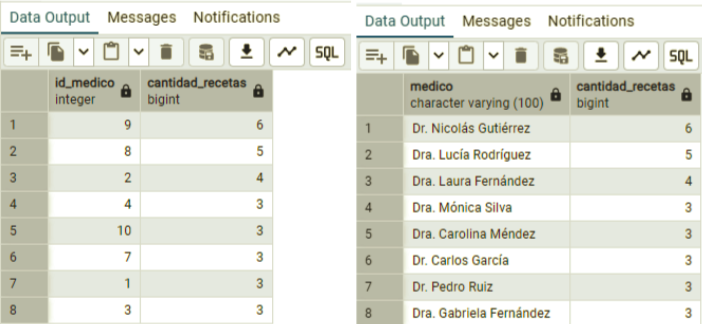 Data Output Messages Notifications
SQL
id_medico integer cantidad_recetas bigint
1 9 6
2 8 5
3 2 4
4 4 3
5 10 3
6 7 3
7 1 3
8 3 3
Data Output Messages Notifications
SQL
medico character varying (100) cantidad_recetas bigint
1 Dr. Nicolás Gutiérrez 6
2 Dra. Lucía Rodríguez 5
3 Dra. Laura Fernández 4
4 Dra. Mónica Silva 3
5 Dra. Carolina Méndez 3
6 Dr. Carlos García 3
7 Dr. Pedro Ruiz 3
8 Dra. Gabriela Fernández 3